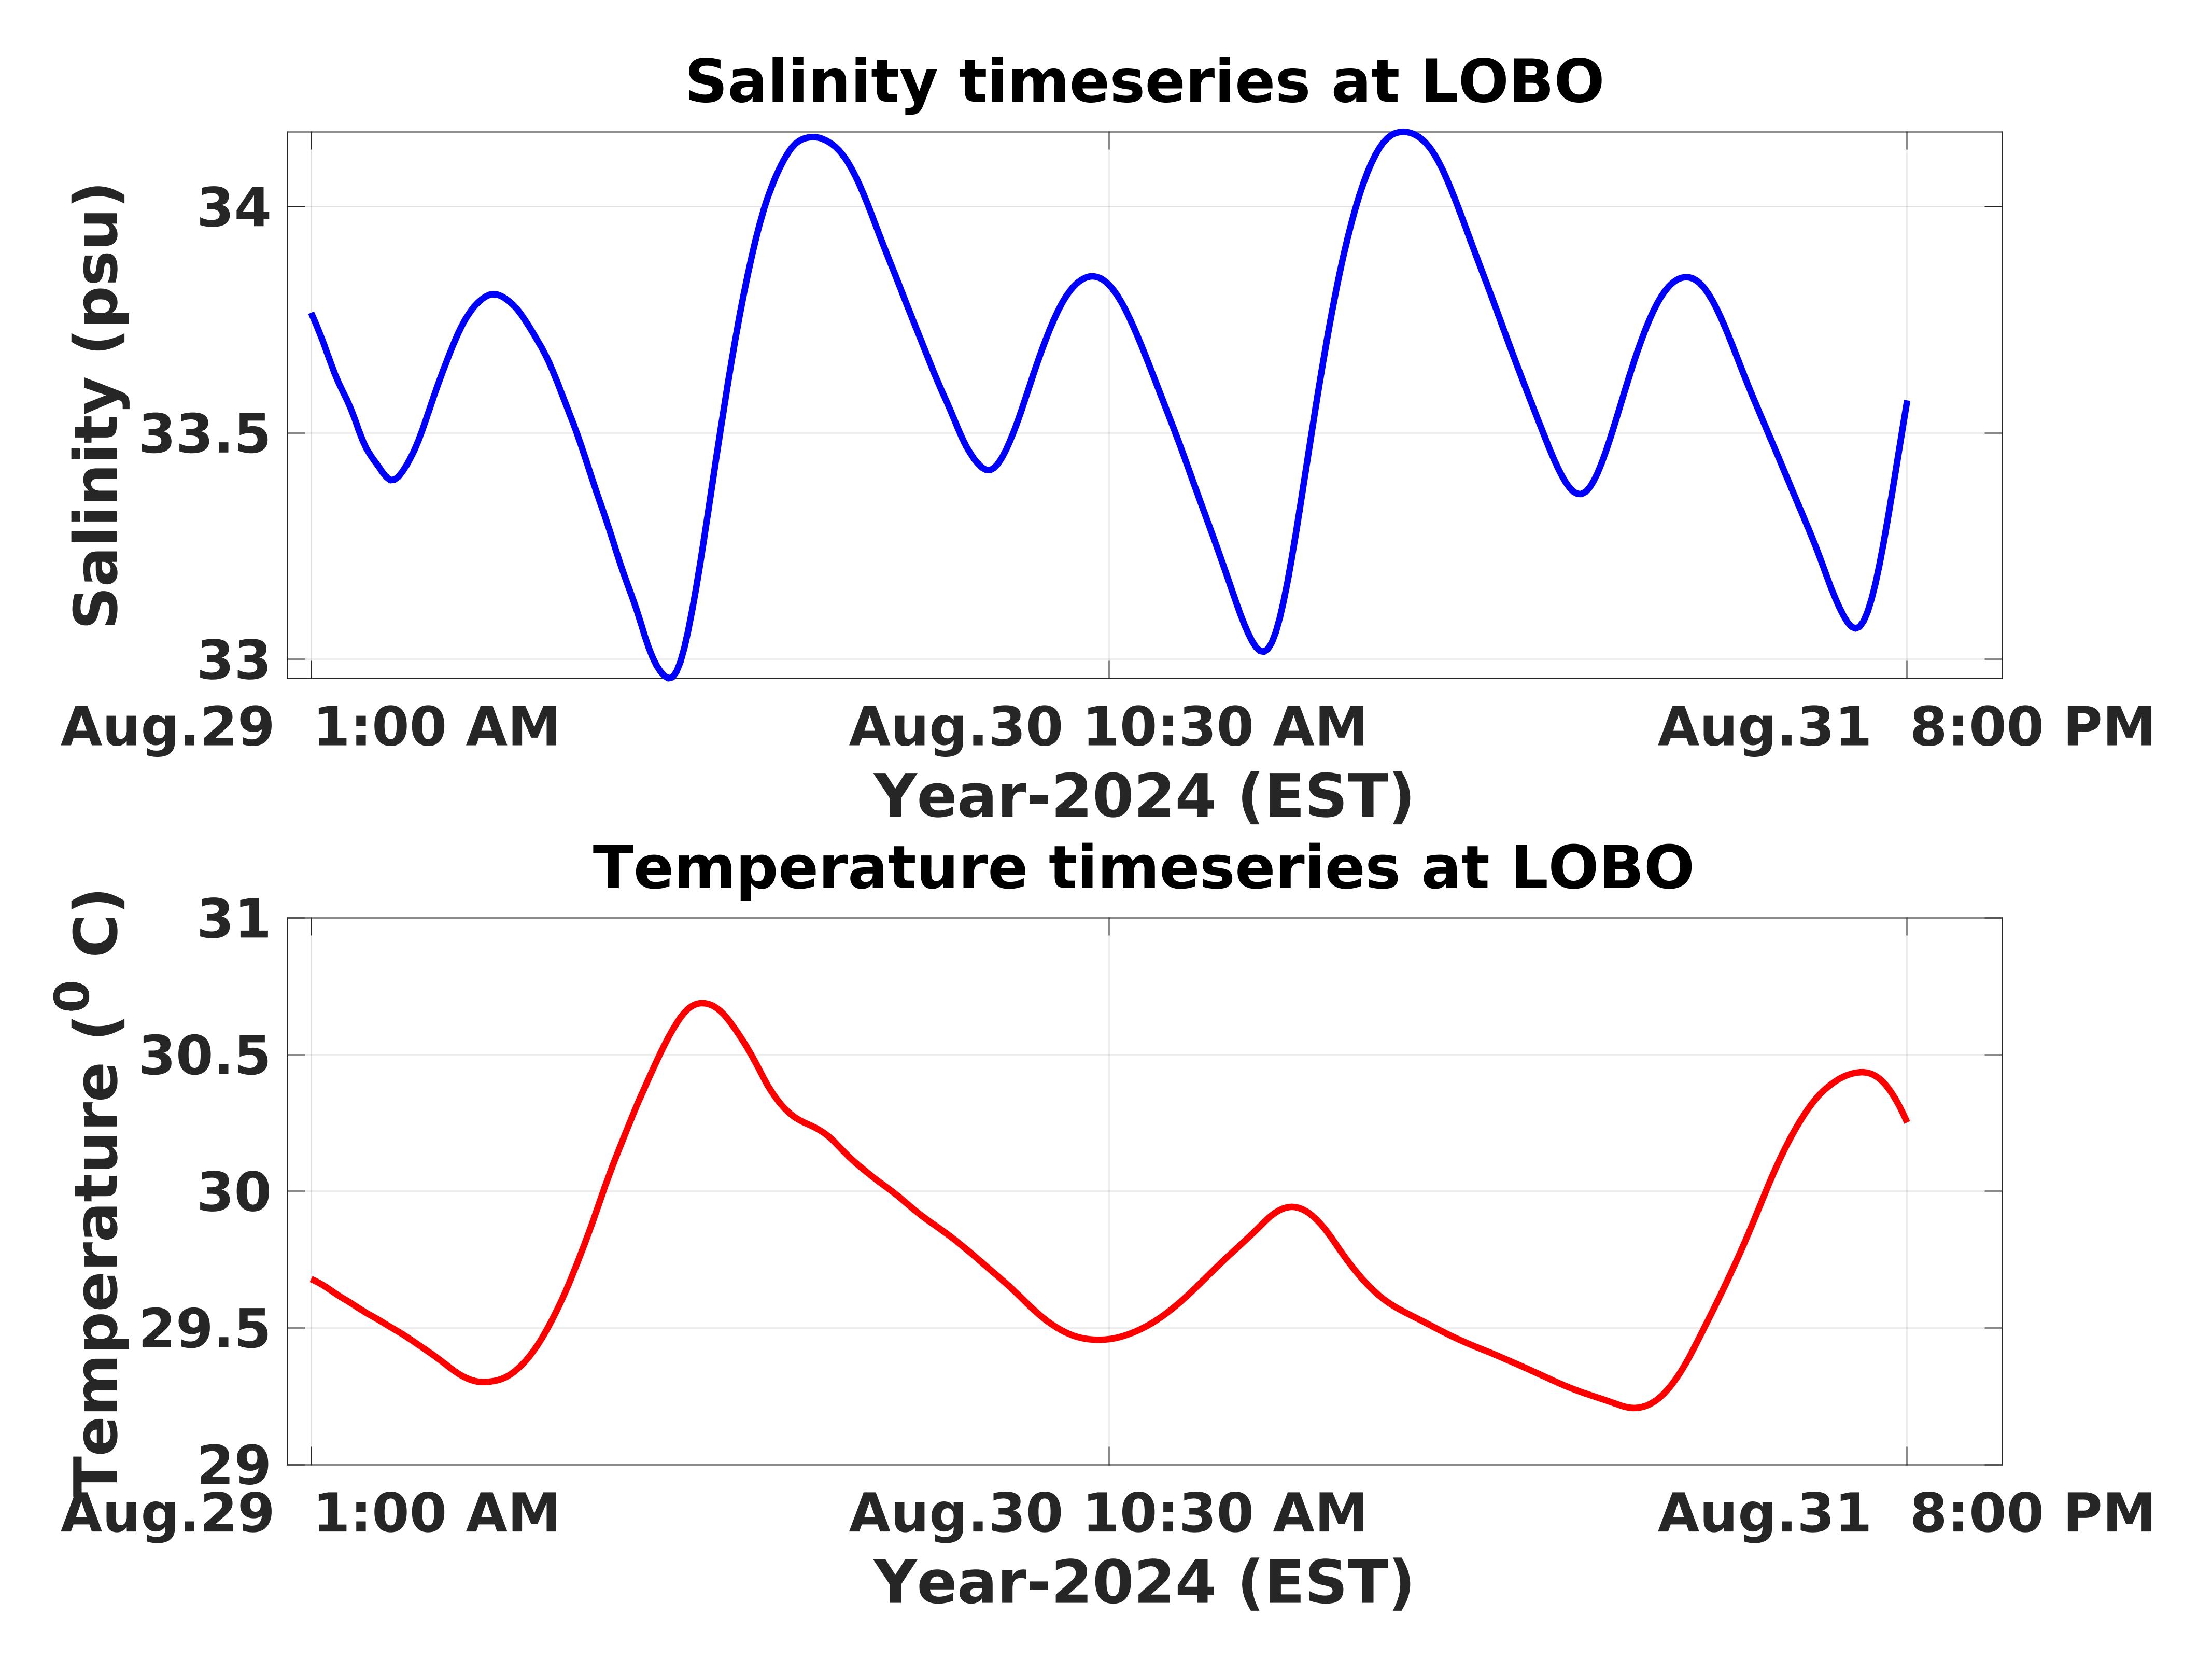 Salinity timeseries at LOBO
Salinity (psu)
34
33.5
33
Aug.29  1:00 AM
Aug.30 10:30 AM
Aug.31  8:00 PM
Year-2024 (EST)
Temperature timeseries at LOBO
Temperature (⁰ C)
31
30.5
30
29.5
29
Aug.29  1:00 AM
Aug.30 10:30 AM
Aug.31  8:00 PM
Year-2024 (EST)